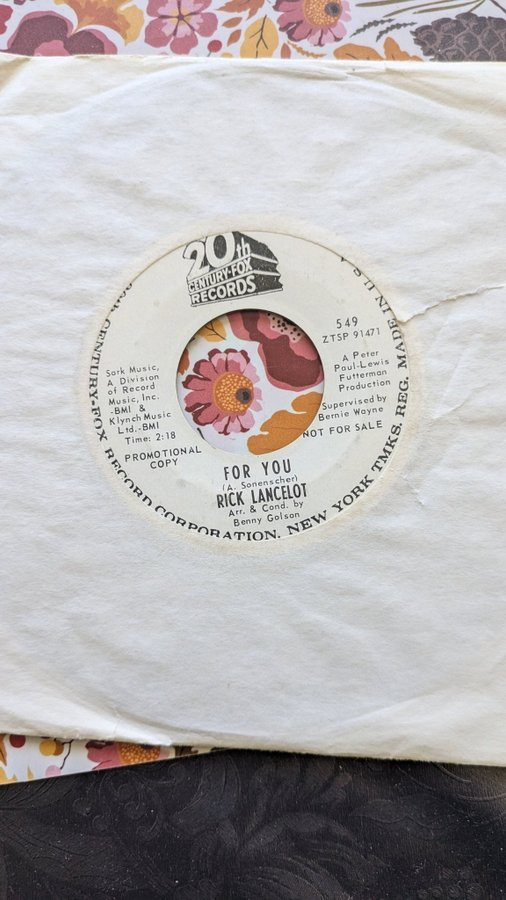 20th
CENTURY-FOX
RECORDS
549
ZTSP 91471
A Peter
Paul-Lewis
Futterman
Production
Supervised by
Bernie Wayne
NOT FOR SALE
Sork Music,
A Division
of Record
Music, Inc.
-BMI &
Klynch Music
Ltd.-BMI
Time: 2:18
PROMOTIONAL
COPY
FOR YOU
(A. Sonenscher)
RICK LANCELOT
Arr. & Cond. by
Benny Golson
CENTURY-FOX RECORD CORPORATION, NEW YORK TMKS. REG. MADE IN U.S.A